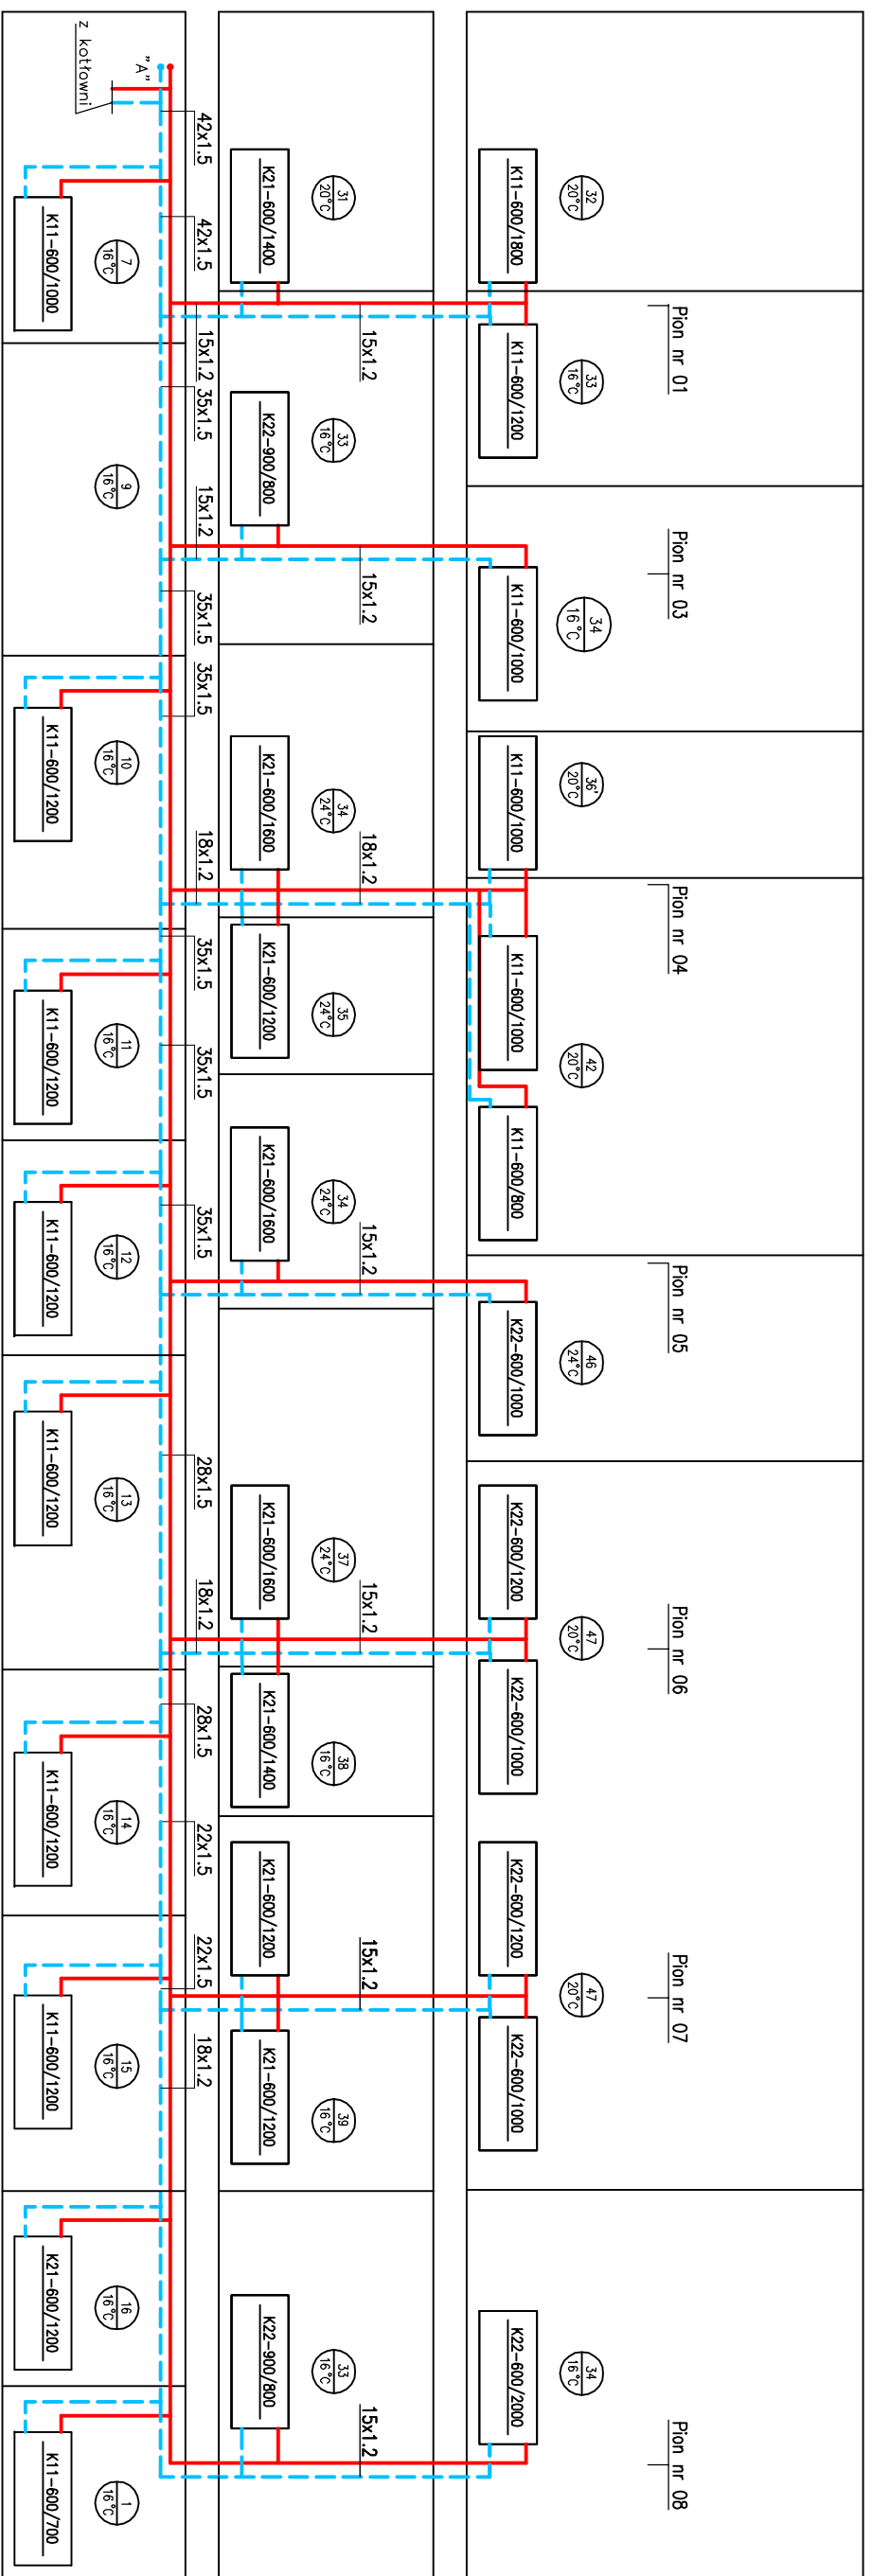 Pion nr 01
Pion nr 03
Pion nr 04
Pion nr 05
Pion nr 06
Pion nr 07
Pion nr 08
32
20°C
33
16°C
34
16°C
36'
20°C
42
20°C
46
24°C
47
20°C
47
20°C
34
16°C
K11-600/1800
K11-600/1200
K11-600/1000
K11-600/1000
K11-600/1000
K11-600/800
K22-600/1000
K22-600/1200
K22-600/1000
K22-600/1200
K22-600/1000
K22-600/2000
15x1.2
15x1.2
18x1.2
15x1.2
15x1.2
15x1.2
15x1.2
31
20°C
33
16°C
34
24°C
35
24°C
34
24°C
37
24°C
38
16°C
39
16°C
33
16°C
K21-600/1400
K22-900/800
K21-600/1600
K21-600/1200
K21-600/1600
K21-600/1600
K21-600/1400
K21-600/1200
K21-600/1200
K22-900/800
42x1.5
42x1.5
15x1.2
35x1.5
15x1.2
35x1.5
35x1.5
18x1.2
35x1.5
35x1.5
35x1.5
28x1.5
18x1.2
28x1.5
22x1.5
22x1.5
18x1.2
"A"
z kotłowni
7
16°C
9
16°C
10
16°C
11
16°C
12
16°C
13
16°C
14
16°C
15
16°C
16
16°C
1
16°C
K11-600/1000
K11-600/1200
K11-600/1200
K11-600/1200
K11-600/1200
K11-600/1200
K11-600/1200
K21-600/1200
K11-600/700